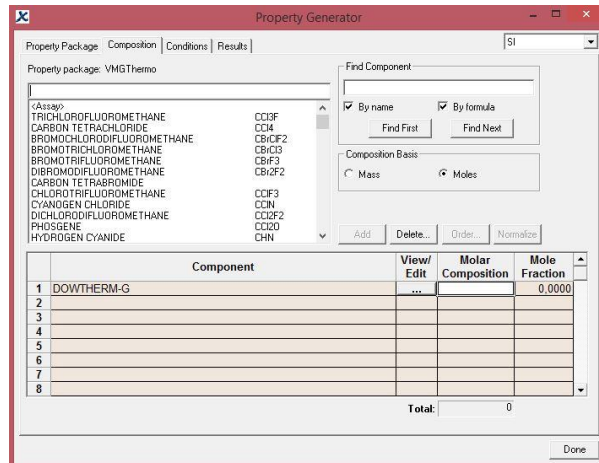 Property Generator
Property Package Composition Conditions Results SI
Property package: VMGThermo
Find Component
<Assay>
TRICHLOROFLUOROMETHANE CCl3F
CARBON TETRACHLORIDE CCl4
BROMOCHLORODIFLUOROMETHANE CBrClF2
BROMOTRICHLOROMETHANE CBrCl3
BROMOTRIFLUOROMETHANE CBrF3
DIBROMODIFLUOROMETHANE CBr2F2
CARBON TETRABROMIDE
CHLOROTRIFLUOROMETHANE CClF3
CYANOGEN CHLORIDE CClN
DICHLORODIFLUOROMETHANE CCl2F2
PHOSGENE CCl2O
HYDROGEN CYANIDE CHN
By name By formula
Find First Find Next
Composition Basis
Mass Moles
Add Delete... Order... Normalize
Component View/ Edit Molar Composition Mole Fraction
1 DOWTHERM-G ... 0,0000
2
3
4
5
6
7
8
Total: 0
Done